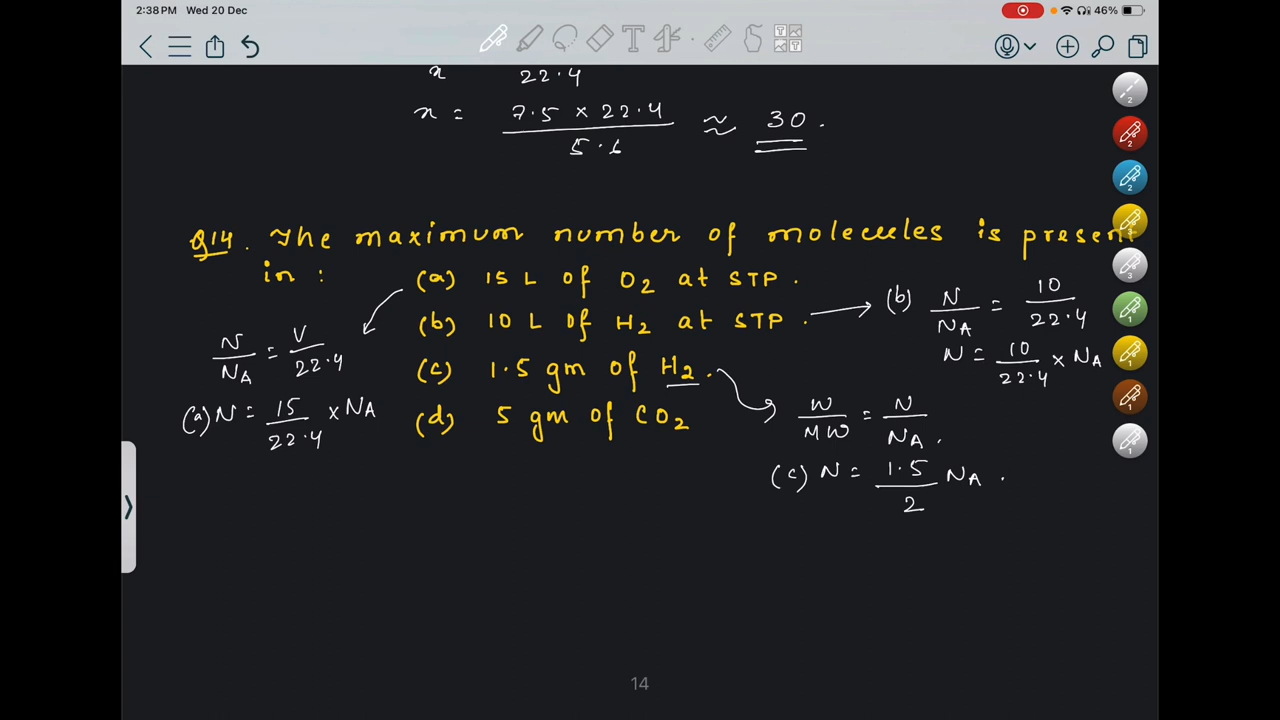 2:38 PM Wed 20 Dec
46%
x 22.4
x = 7.5 × 22.4 / 5.6 ≈ 30.
Q14. The maximum number of molecules is present
in :
(a) 15 L of O2 at STP.
(b) 10 L of H2 at STP.
(c) 1.5 gm of H2.
(d) 5 gm of CO2
N/NA = V/22.4
(a) N = 15/22.4 × NA
(b) N/NA = 10/22.4
N = 10/22.4 × NA
W/MW = N/NA.
(c) N = 1.5/2 NA.
14